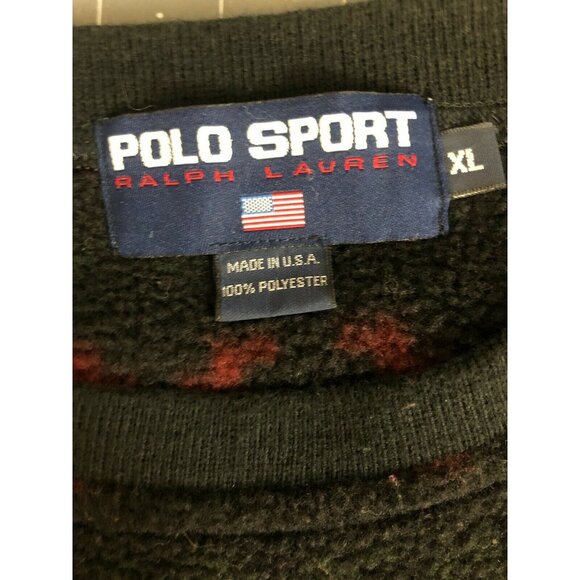 POLO SPORT
RALPH LAUREN
XL
MADE IN U.S.A.
100% POLYESTER